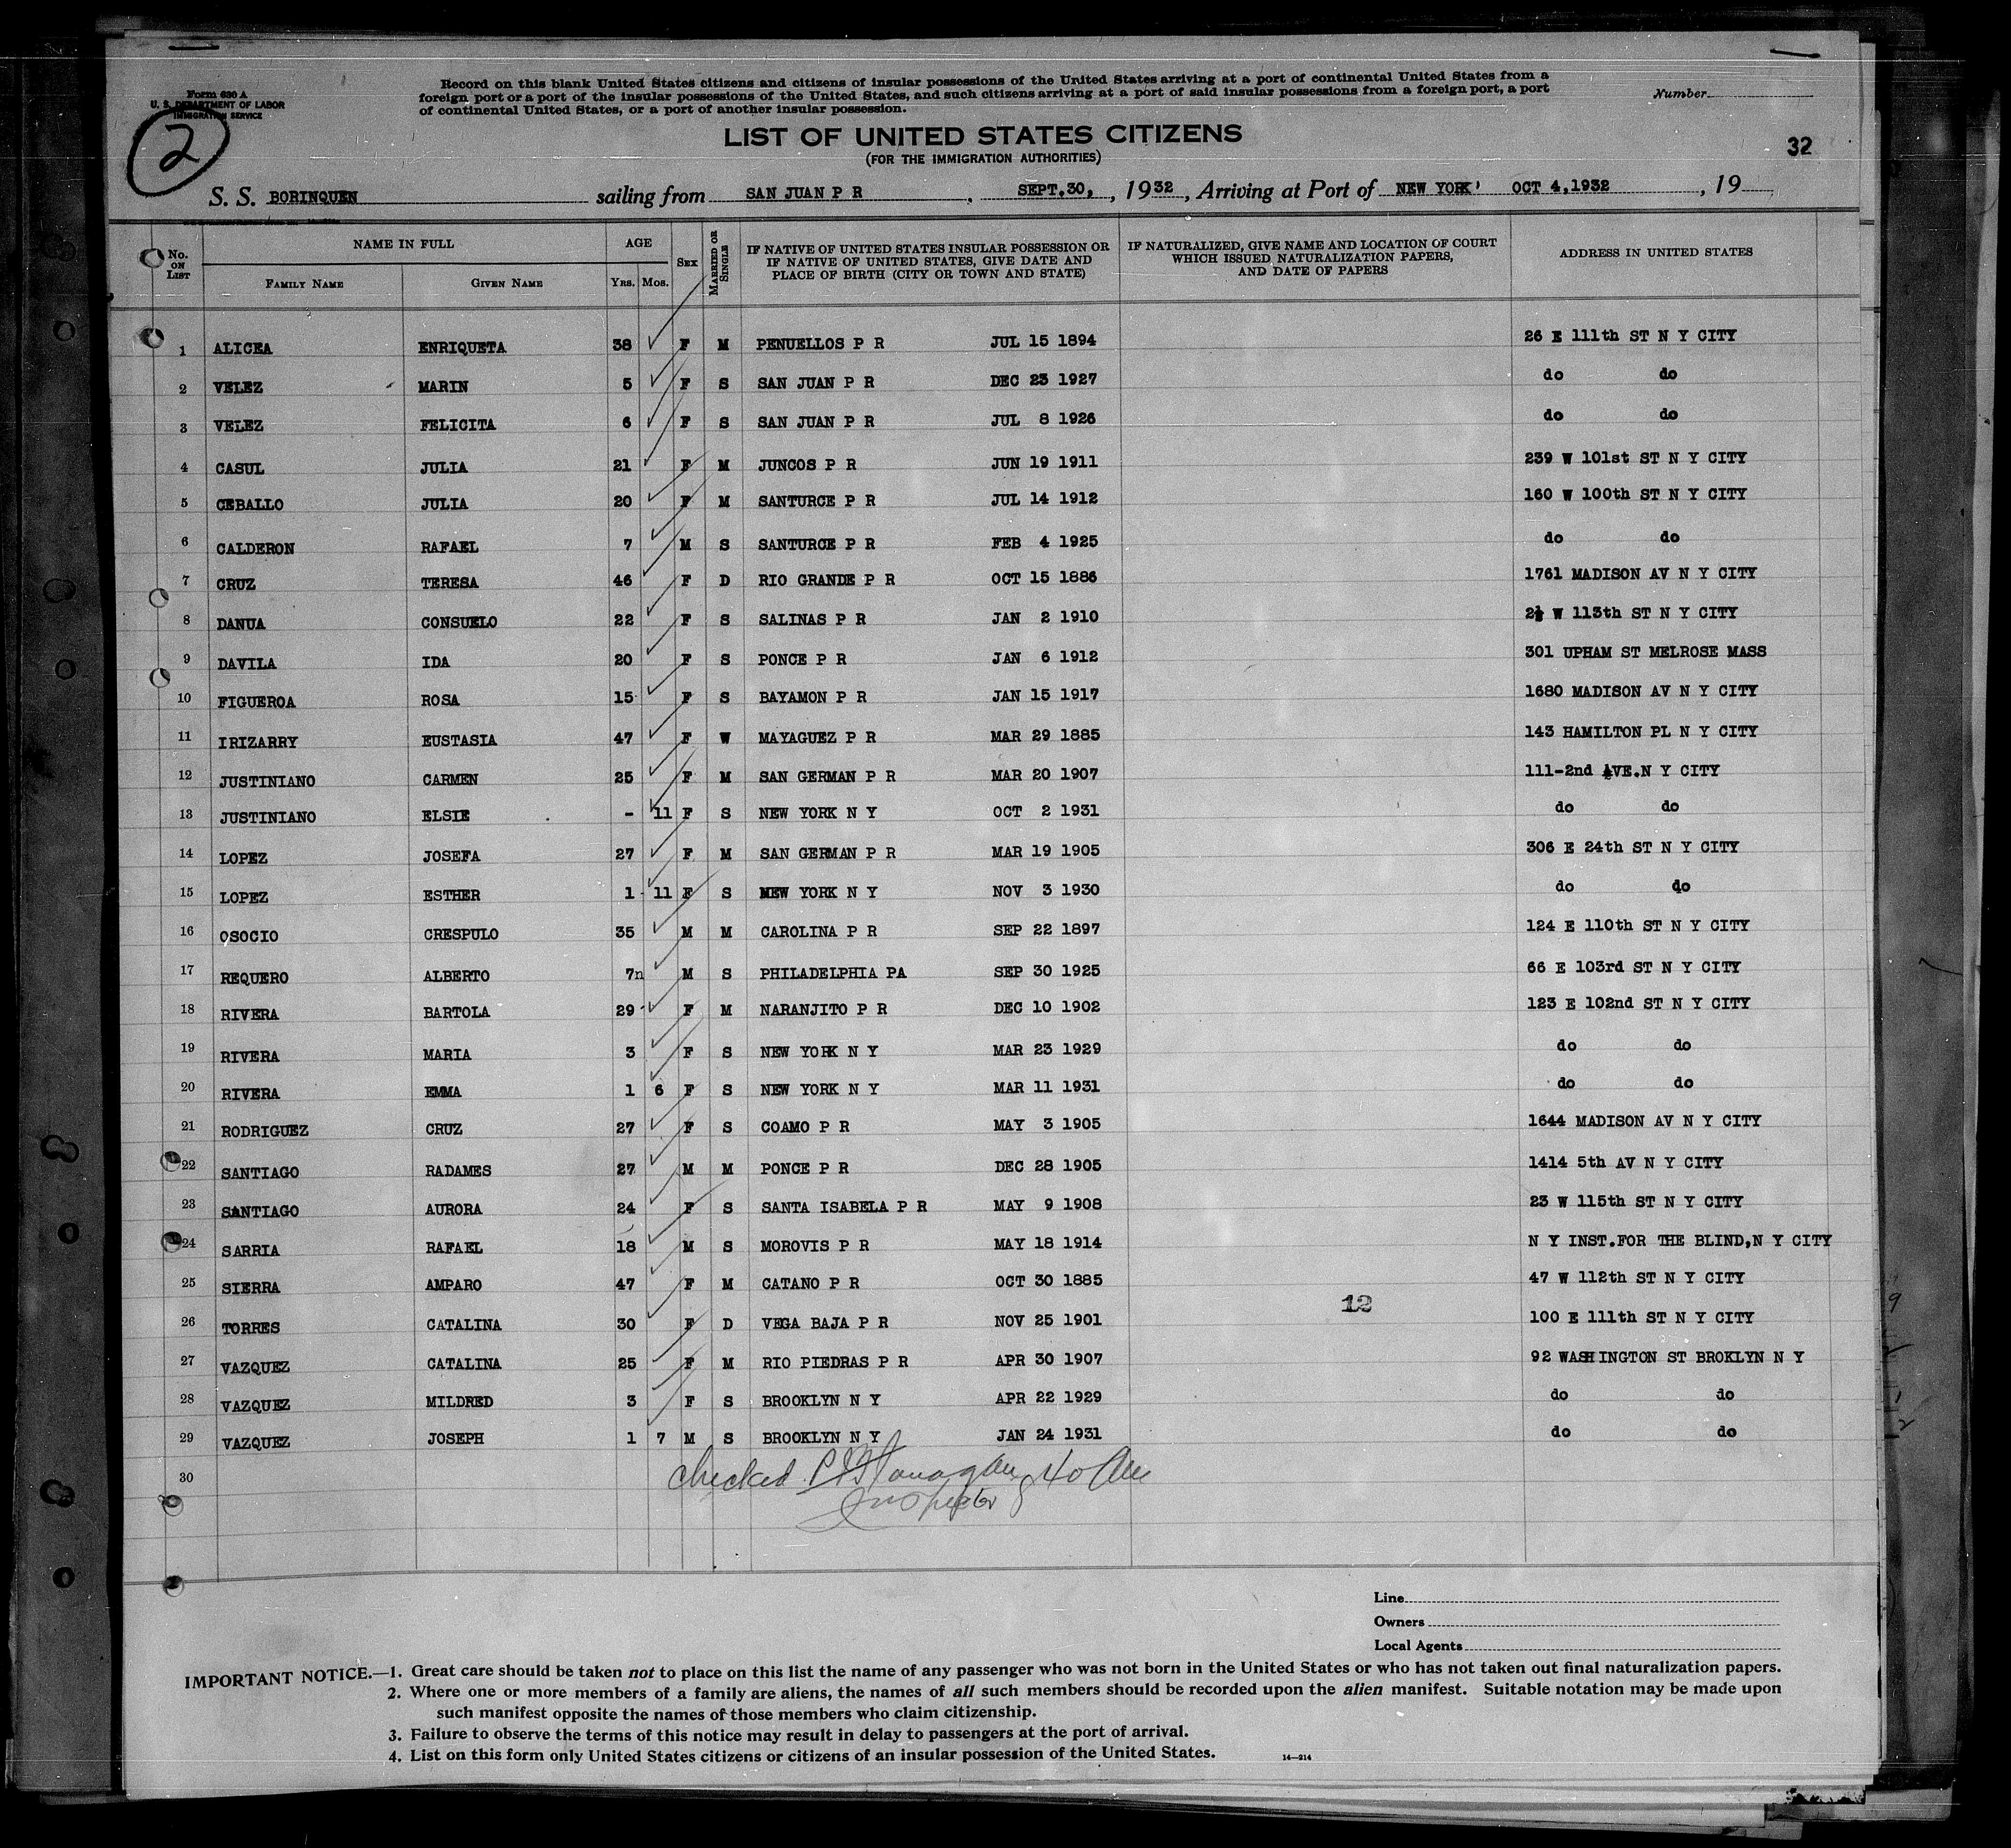 Form 630 A
U. S. DEPARTMENT OF LABOR
IMMIGRATION SERVICE
2
Record on this blank United States citizens and citizens of insular possessions of the United States arriving at a port of continental United States from a
foreign port or a port of the insular possessions of the United States, and such citizens arriving at a port of said insular possessions from a foreign port, a port
of continental United States, or a port of another insular possession.
Number
LIST OF UNITED STATES CITIZENS
(FOR THE IMMIGRATION AUTHORITIES)
32
S. S. BORINQUEN sailing from SAN JUAN P R , SEPT.30, , 1932 , Arriving at Port of NEW YORK' OCT 4,1932 , 19
No. ON LIST NAME IN FULL AGE SEX MARRIED OR SINGLE IF NATIVE OF UNITED STATES INSULAR POSSESSION OR IF NATIVE OF UNITED STATES, GIVE DATE AND PLACE OF BIRTH (CITY OR TOWN AND STATE) IF NATURALIZED, GIVE NAME AND LOCATION OF COURT WHICH ISSUED NATURALIZATION PAPERS, AND DATE OF PAPERS ADDRESS IN UNITED STATES
FAMILY NAME GIVEN NAME YRS. MOS.
1 ALICEA ENRIQUETA 38 F M PENUELLOS P R JUL 15 1894 26 E 111th ST N Y CITY
2 VELEZ MARIN 5 F S SAN JUAN P R DEC 23 1927 do do
3 VELEZ FELICITA 6 F S SAN JUAN P R JUL 8 1926 do do
4 CASUL JULIA 21 F M JUNCOS P R JUN 19 1911 239 W 101st ST N Y CITY
5 CEBALLO JULIA 20 F M SANTURCE P R JUL 14 1912 160 W 100th ST N Y CITY
6 CALDERON RAFAEL 7 M S SANTURCE P R FEB 4 1925 do do
7 CRUZ TERESA 46 F D RIO GRANDE P R OCT 15 1886 1761 MADISON AV N Y CITY
8 DANUA CONSUELO 22 F S SALINAS P R JAN 2 1910 W 113th ST N Y CITY
9 DAVILA IDA 20 F S PONCE P R JAN 6 1912 301 UPHAM ST MELROSE MASS
10 FIGUEROA ROSA 15 F S BAYAMON P R JAN 15 1917 1680 MADISON AV N Y CITY
11 IRIZARRY EUSTASIA 47 F W MAYAGUEZ P R MAR 29 1885 143 HAMILTON PL N Y CITY
12 JUSTINIANO CARMEN 25 F M SAN GERMAN P R MAR 20 1907 111-2nd AVE.N Y CITY
13 JUSTINIANO ELSIE - 11 F S NEW YORK N Y OCT 2 1931 do do
14 LOPEZ JOSEFA 27 F M SAN GERMAN P R MAR 19 1905 306 E 24th ST N Y CITY
15 LOPEZ ESTHER 1 11 F S NEW YORK N Y NOV 3 1930 do do
16 OSOCIO CRESPULO 35 M M CAROLINA P R SEP 22 1897 124 E 110th ST N Y CITY
17 REQUERO ALBERTO 7n M S PHILADELPHIA PA SEP 30 1925 66 E 103rd ST N Y CITY
18 RIVERA BARTOLA 29 F M NARANJITO P R DEC 10 1902 123 E 102nd ST N Y CITY
19 RIVERA MARIA 3 F S NEW YORK N Y MAR 23 1929 do do
20 RIVERA EMMA 1 6 F S NEW YORK N Y MAR 11 1931 do do
21 RODRIGUEZ CRUZ 27 F S COAMO P R MAY 3 1905 1644 MADISON AV N Y CITY
22 SANTIAGO RADAMES 27 M M PONCE P R DEC 28 1905 1414 5th AV N Y CITY
23 SANTIAGO AURORA 24 F S SANTA ISABELA P R MAY 9 1908 23 W 115th ST N Y CITY
24 SARRIA RAFAEL 18 M S MOROVIS P R MAY 18 1914 N Y INST.FOR THE BLIND,N Y CITY
25 SIERRA AMPARO 47 F M CATANO P R OCT 30 1885 47 W 112th ST N Y CITY
12
26 TORRES CATALINA 30 F D VEGA BAJA P R NOV 25 1901 100 E 111th ST N Y CITY
27 VAZQUEZ CATALINA 25 F M RIO PIEDRAS P R APR 30 1907 92 WASHINGTON ST BROKLYN N Y
28 VAZQUEZ MILDRED 3 F S BROOKLYN N Y APR 22 1929 do do
29 VAZQUEZ JOSEPH 1 7 M S BROOKLYN N Y JAN 24 1931 do do
30
checked
Inspector
Line
Owners
Local Agents
IMPORTANT NOTICE.—1. Great care should be taken not to place on this list the name of any passenger who was not born in the United States or who has not taken out final naturalization papers.
2. Where one or more members of a family are aliens, the names of all such members should be recorded upon the alien manifest. Suitable notation may be made upon
such manifest opposite the names of those members who claim citizenship.
3. Failure to observe the terms of this notice may result in delay to passengers at the port of arrival.
4. List on this form only United States citizens or citizens of an insular possession of the United States. 14—214